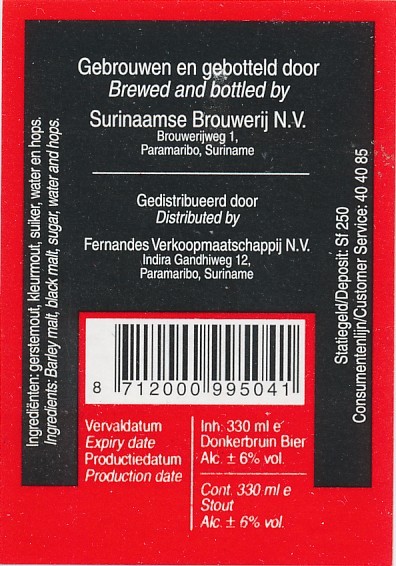 Gebrouwen en gebotteld door
Brewed and bottled by
Surinaamse Brouwerij N.V.
Brouwerijweg 1,
Paramaribo, Suriname
Gedistribueerd door
Distributed by
Fernandes Verkoopmaatschappij N.V.
Indira Gandhiweg 12,
Paramaribo, Suriname
Ingrediënten: gerstemout, kleurmout, suiker, water en hops.
Ingredients: Barley malt, black malt, sugar, water and hops.
Statiegeld/Deposit: Sf 250
Consumentenlijn/Customer Service: 40 40 85
8 712000 995041
Vervaldatum
Expiry date
Productiedatum
Production date
Inh. 330 ml e
Donkerbruin Bier
Alc. ± 6% vol.
Cont. 330 ml e
Stout
Alc. ± 6% vol.